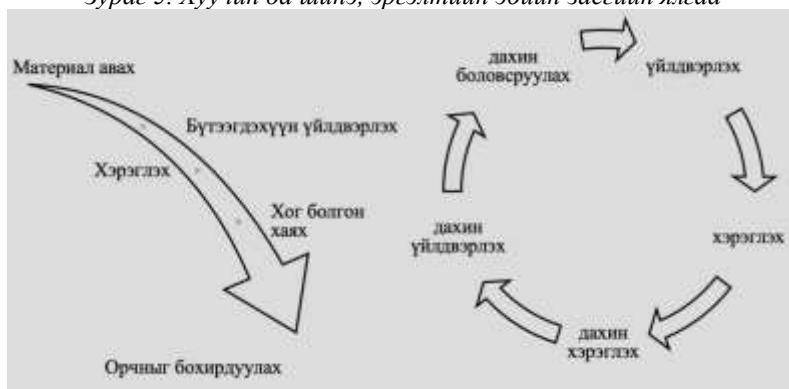 Материал авах
Бүтээгдэхүүн үйлдвэрлэх
Хэрэглэх
Хог болгон
хаях
Орчныг бохирдуулах
дахин
боловсруулах
үйлдвэрлэх
хэрэглэх
дахин
хэрэглэх
дахин
үйлдвэрлэх